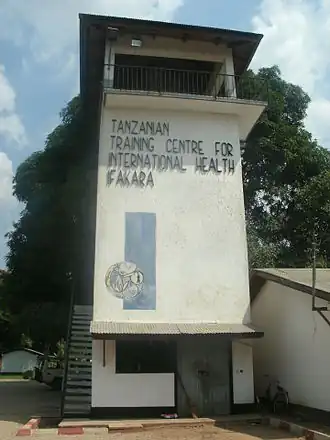 TANZANIAN
TRAINING CENTRE FOR
INTERNATIONAL HEALTH
IFAKARA